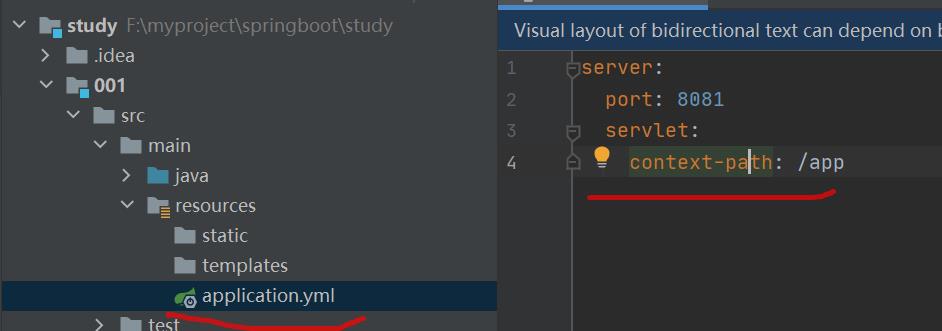 study F:\myproject\springboot\study
.idea
001
src
main
java
resources
static
templates
application.yml
test
Visual layout of bidirectional text can depend on
1 server:
2 port: 8081
3 servlet:
4 context-path: /app